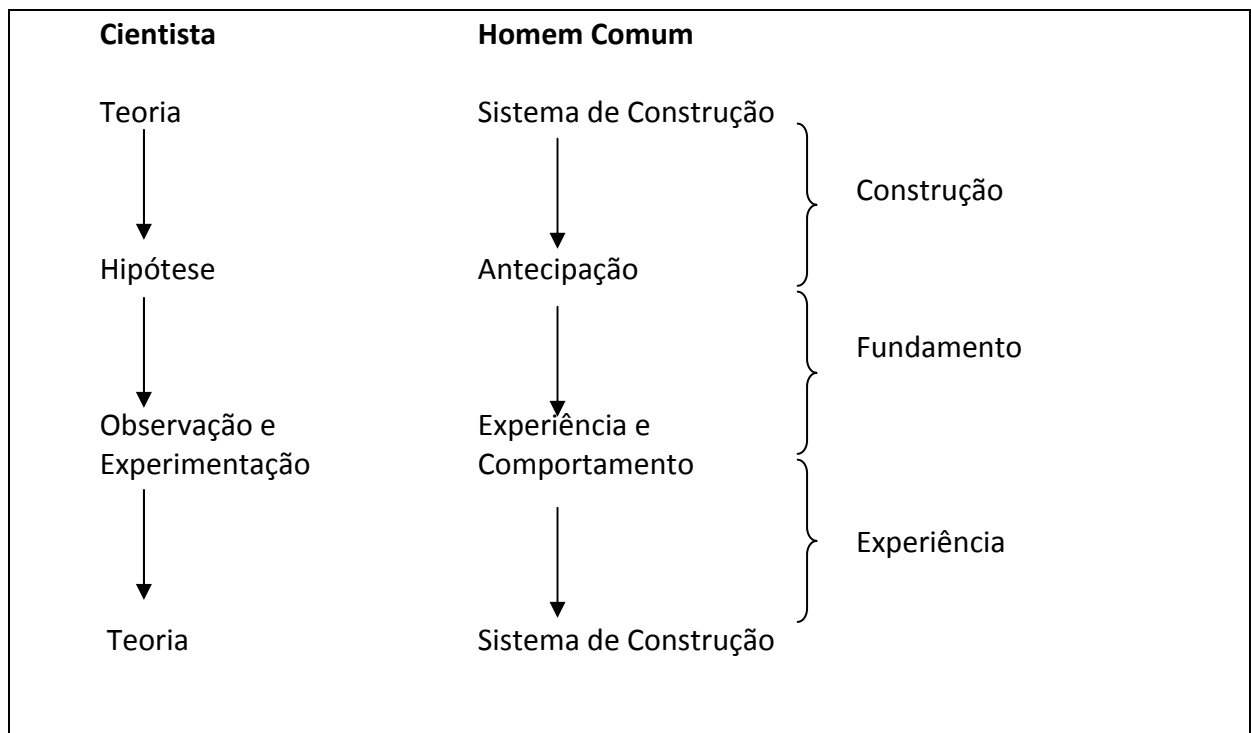 Cientista Homem Comum
Teoria Sistema de Construção
Construção
Hipótese Antecipação
Fundamento
Observação e Experiência e
Experimentação Comportamento
Experiência
Teoria Sistema de Construção